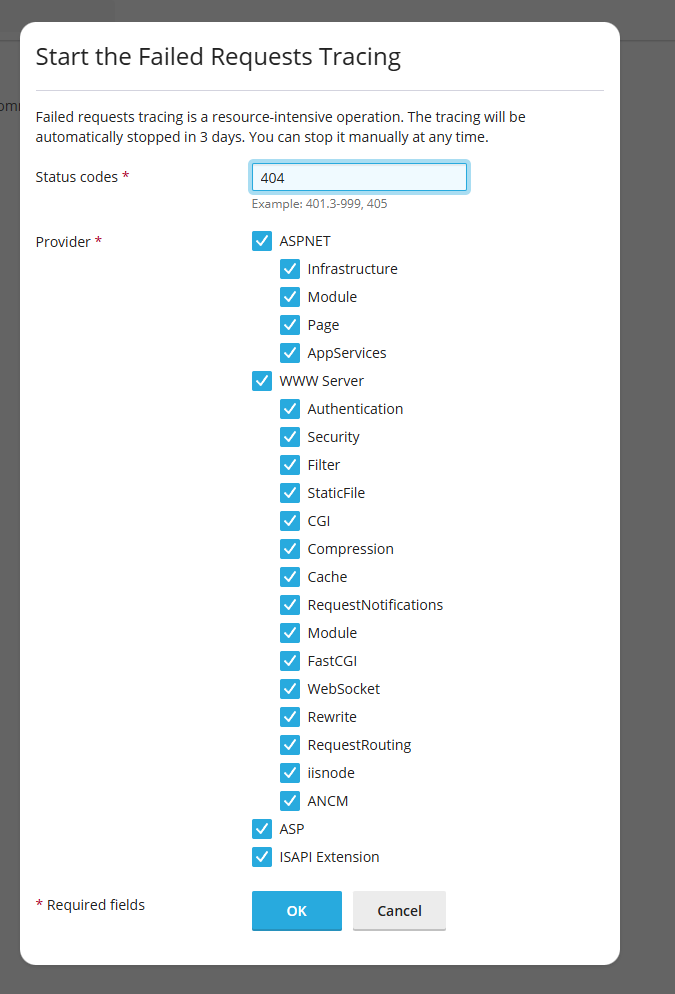 Start the Failed Requests Tracing
Failed requests tracing is a resource-intensive operation. The tracing will be
automatically stopped in 3 days. You can stop it manually at any time.
Status codes *
404
Example: 401.3-999, 405
Provider *
ASPNET
Infrastructure
Module
Page
AppServices
WWW Server
Authentication
Security
Filter
StaticFile
CGI
Compression
Cache
RequestNotifications
Module
FastCGI
WebSocket
Rewrite
RequestRouting
iisnode
ANCM
ASP
ISAPI Extension
* Required fields
OK
Cancel